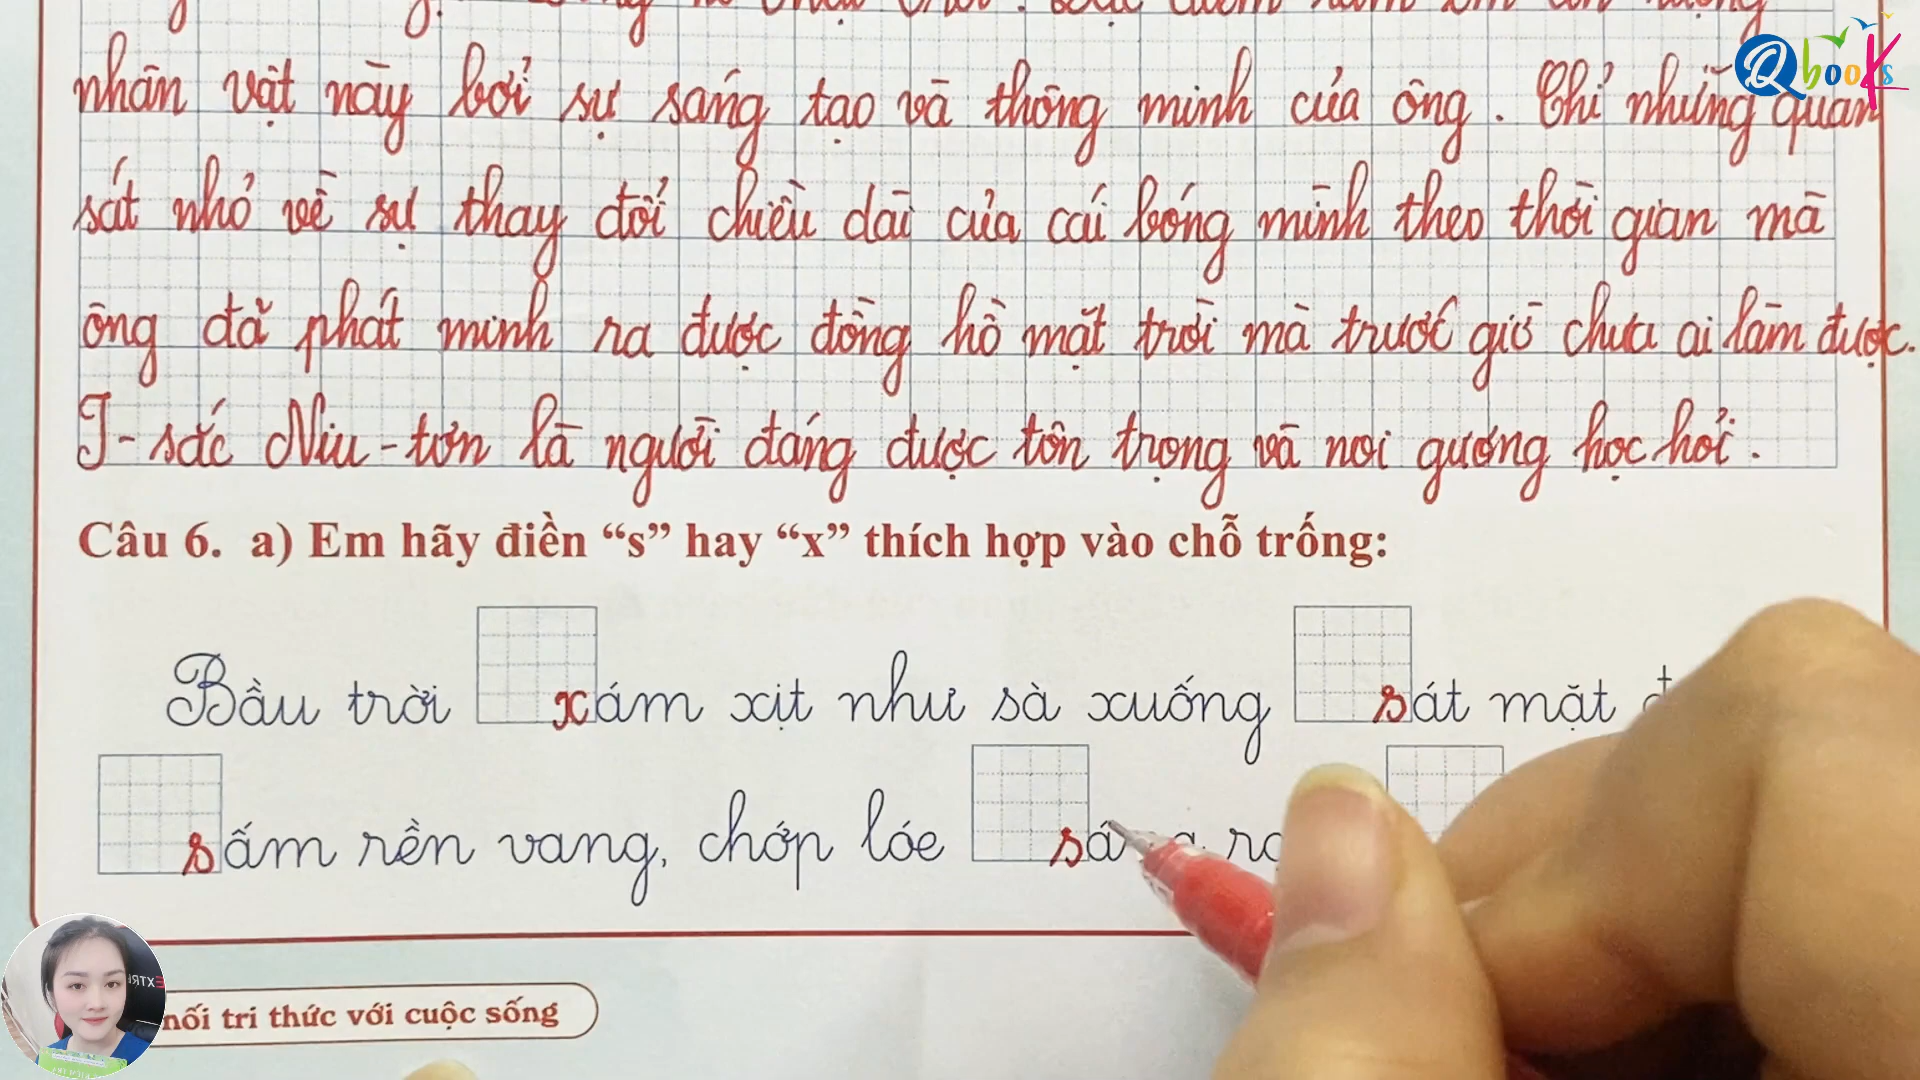 nhân vật này bởi sự sáng tạo và thông minh của ông. Chỉ những quan
sát nhỏ về sự thay đổi chiều dài của cái bóng mình theo thời gian mà
ông đã phát minh ra được đồng hồ mặt trời mà trước giờ chưa ai làm được.
I-sắc Niu-tơn là người đáng được tôn trọng và noi gương học hỏi.
Câu 6. a) Em hãy điền “s” hay “x” thích hợp vào chỗ trống:
Bầu trời xám xịt như sà xuống sát mặt
sấm rền vang, chớp lóe
nối tri thức với cuộc sống
Qbooks